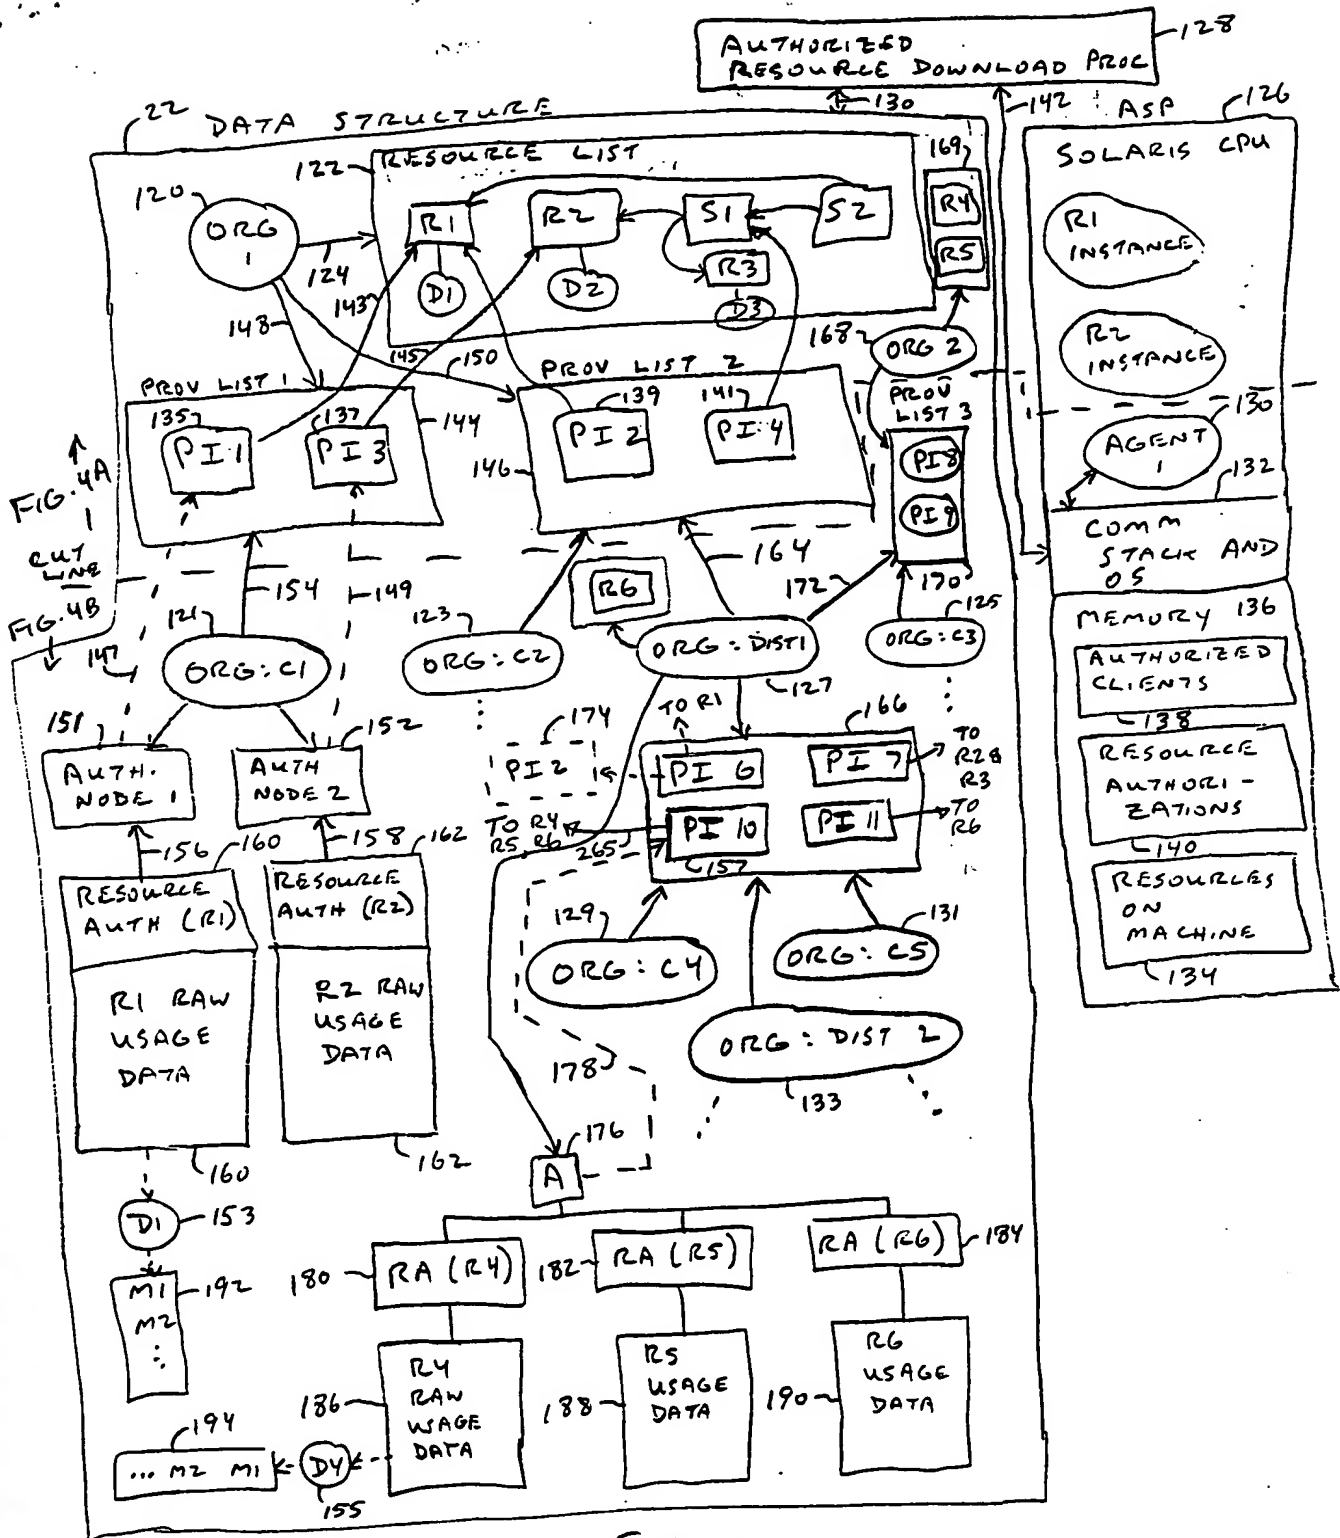 AUTHORIZED
RESOURCE DOWNLOAD PROC
128
130
142
ASP
126
22
DATA STRUCTURE
122
RESOURCE LIST
169
SOLARIS CPU
120
ORG
1
124
R1
R2
S1
S2
R4
R5
D1
D2
R3
D3
143
148
145
150
168
ORG 2
R1
INSTANCE
R2
INSTANCE
PROV LIST 1
PROV LIST 2
PROV
LIST 3
135
PI 1
137
PI 3
144
139
PI 2
141
PI 4
146
PI 8
PI 9
130
AGENT
1
132
FIG. 4A
CUT
LINE
FIG. 4B
COMM
STACK AND
OS
154
149
164
172
170
R6
121
ORG: C1
123
ORG: C2
ORG: DIST1
127
125
ORG: C3
147
MEMORY 136
AUTHORIZED
CLIENTS
138
RESOURCE
AUTHORI-
ZATIONS
140
RESOURCES
ON
MACHINE
134
151
AUTH.
NODE 1
152
AUTH
NODE 2
174
PI 2
TO R1
166
PI 6
PI 7
TO
R2 &
R3
TO R4
R5 R6
265
PI 10
157
PI 11
TO
R6
156
160
158
162
RESOURCE
AUTH (R1)
RESOURCE
AUTH (R2)
R1 RAW
USAGE
DATA
R2 RAW
USAGE
DATA
129
ORG: C4
131
ORG: C5
ORG: DIST 2
133
178
160
162
176
A
D1
153
M1
M2
192
180
RA (R4)
182
RA (R5)
RA (R6)
184
186
R4
RAW
USAGE
DATA
188
R5
USAGE
DATA
190
R6
USAGE
DATA
194
... M2 M1
D4
155